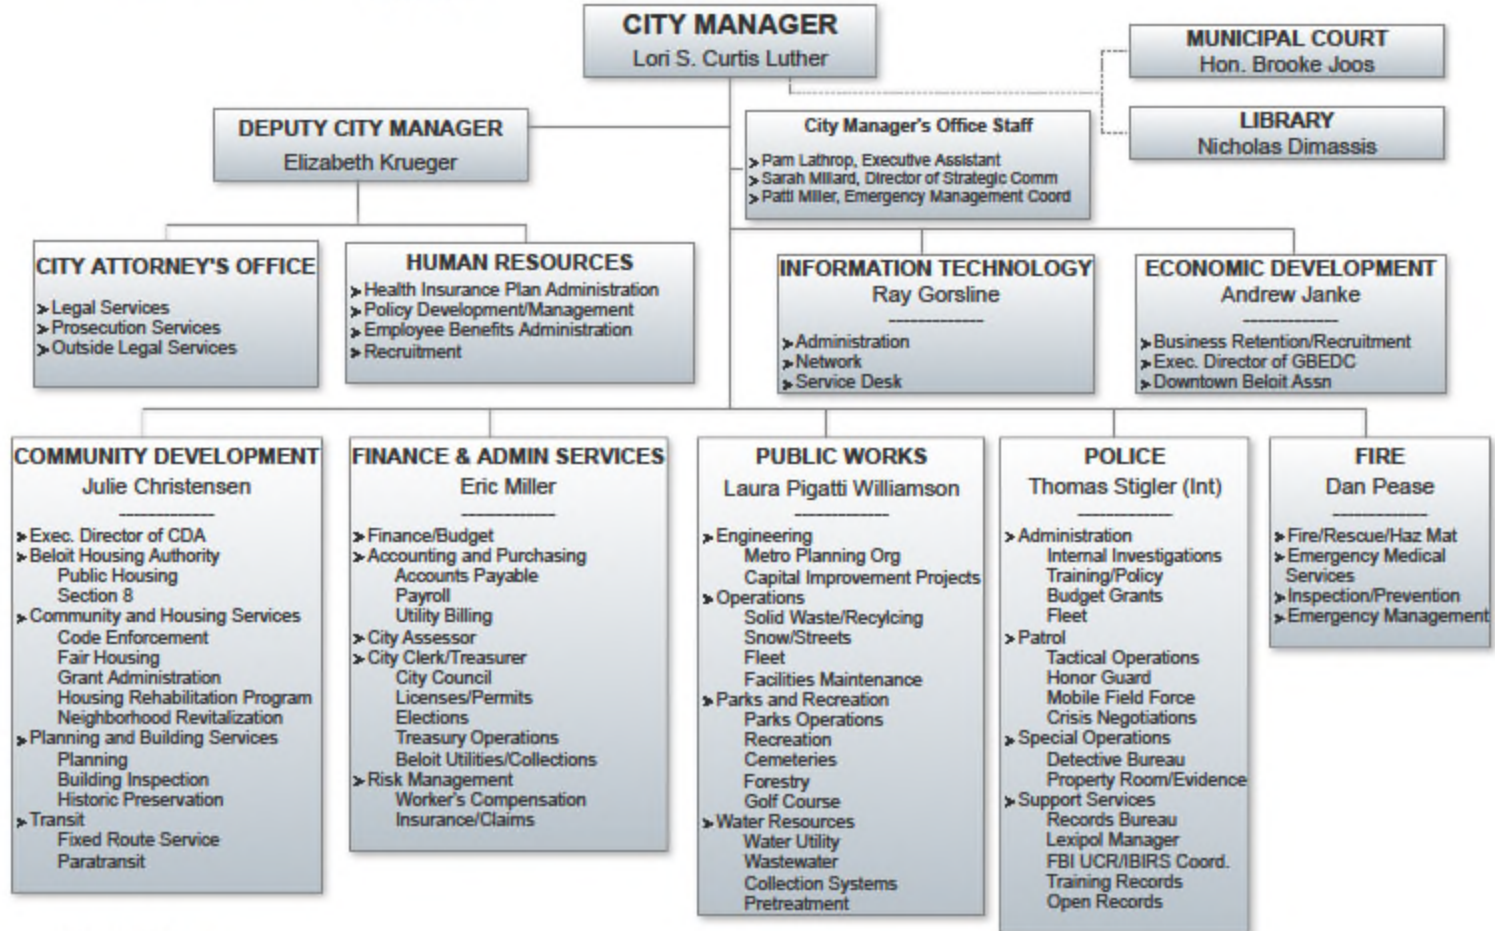 CITY MANAGER
Lori S. Curtis Luther
MUNICIPAL COURT
Hon. Brooke Joos
LIBRARY
Nicholas Dimassis
DEPUTY CITY MANAGER
Elizabeth Krueger
City Manager's Office Staff
➤ Pam Lathrop, Executive Assistant
➤ Sarah Millard, Director of Strategic Comm
➤ Patti Miller, Emergency Management Coord
CITY ATTORNEY'S OFFICE
➤ Legal Services
➤ Prosecution Services
➤ Outside Legal Services
HUMAN RESOURCES
➤ Health Insurance Plan Administration
➤ Policy Development/Management
➤ Employee Benefits Administration
➤ Recruitment
INFORMATION TECHNOLOGY
Ray Gorsline
-------------
➤ Administration
➤ Network
➤ Service Desk
ECONOMIC DEVELOPMENT
Andrew Janke
-------------
➤ Business Retention/Recruitment
➤ Exec. Director of GBEDC
➤ Downtown Beloit Assn
COMMUNITY DEVELOPMENT
Julie Christensen
-------------
➤ Exec. Director of CDA
➤ Beloit Housing Authority
Public Housing
Section 8
➤ Community and Housing Services
Code Enforcement
Fair Housing
Grant Administration
Housing Rehabilitation Program
Neighborhood Revitalization
➤ Planning and Building Services
Planning
Building Inspection
Historic Preservation
➤ Transit
Fixed Route Service
Paratransit
FINANCE & ADMIN SERVICES
Eric Miller
-------------
➤ Finance/Budget
➤ Accounting and Purchasing
Accounts Payable
Payroll
Utility Billing
➤ City Assessor
➤ City Clerk/Treasurer
City Council
Licenses/Permits
Elections
Treasury Operations
Beloit Utilities/Collections
➤ Risk Management
Worker's Compensation
Insurance/Claims
PUBLIC WORKS
Laura Pigatti Williamson
-------------
➤ Engineering
Metro Planning Org
Capital Improvement Projects
➤ Operations
Solid Waste/Recylcing
Snow/Streets
Fleet
Facilities Maintenance
➤ Parks and Recreation
Parks Operations
Recreation
Cemeteries
Forestry
Golf Course
➤ Water Resources
Water Utility
Wastewater
Collection Systems
Pretreatment
POLICE
Thomas Stigler (Int)
-------------
➤ Administration
Internal Investigations
Training/Policy
Budget Grants
Fleet
➤ Patrol
Tactical Operations
Honor Guard
Mobile Field Force
Crisis Negotiations
➤ Special Operations
Detective Bureau
Property Room/Evidence
➤ Support Services
Records Bureau
Lexipol Manager
FBI UCR/IBIRS Coord.
Training Records
Open Records
FIRE
Dan Pease
-------------
➤ Fire/Rescue/Haz Mat
➤ Emergency Medical
Services
➤ Inspection/Prevention
➤ Emergency Management